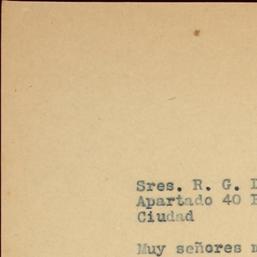 Sres. R. G.
Apartado 40
Ciudad
Muy señores